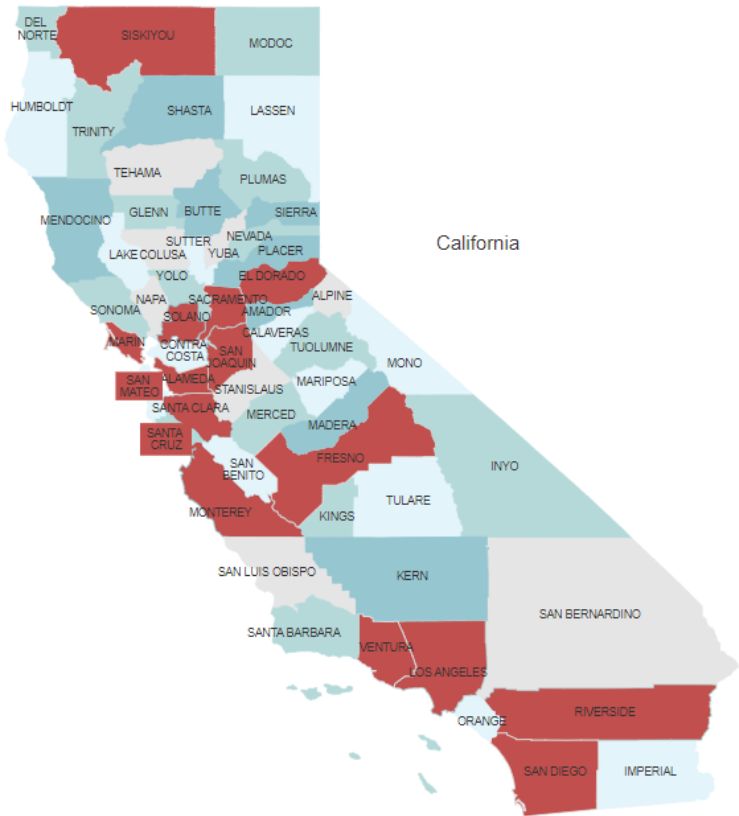 DEL
NORTE
SISKIYOU
MODOC
HUMBOLDT
TRINITY
SHASTA
LASSEN
TEHAMA
PLUMAS
MENDOCINO
GLENN
BUTTE
SIERRA
LAKE
COLUSA
SUTTER
YUBA
NEVADA
PLACER
California
YOLO
EL DORADO
SONOMA
NAPA
SACRAMENTO
ALPINE
SOLANO
AMADOR
MARIN
CONTRA
COSTA
SAN
JOAQUIN
CALAVERAS
TUOLUMNE
MONO
SAN
MATEO
ALAMEDA
STANISLAUS
MARIPOSA
SANTA CLARA
MERCED
MADERA
SANTA
CRUZ
SAN
BENITO
FRESNO
INYO
MONTEREY
KINGS
TULARE
SAN LUIS OBISPO
KERN
SAN BERNARDINO
SANTA BARBARA
VENTURA
LOS ANGELES
ORANGE
RIVERSIDE
SAN DIEGO
IMPERIAL